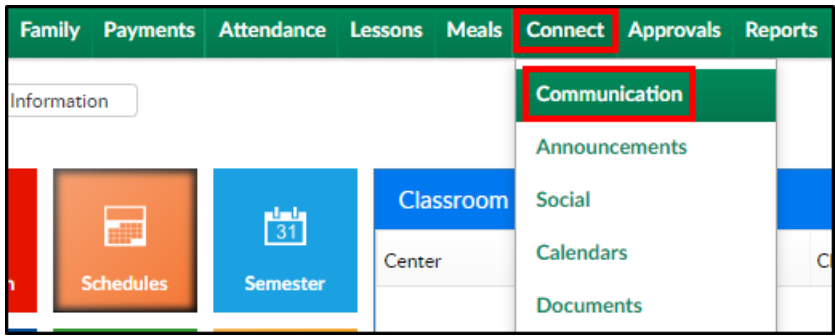 Family Payments Attendance Lessons Meals Connect Approvals Reports
Information
Communication
Announcements
Social
Calendars
Documents
31
Schedules
Semester
Classroom
Center